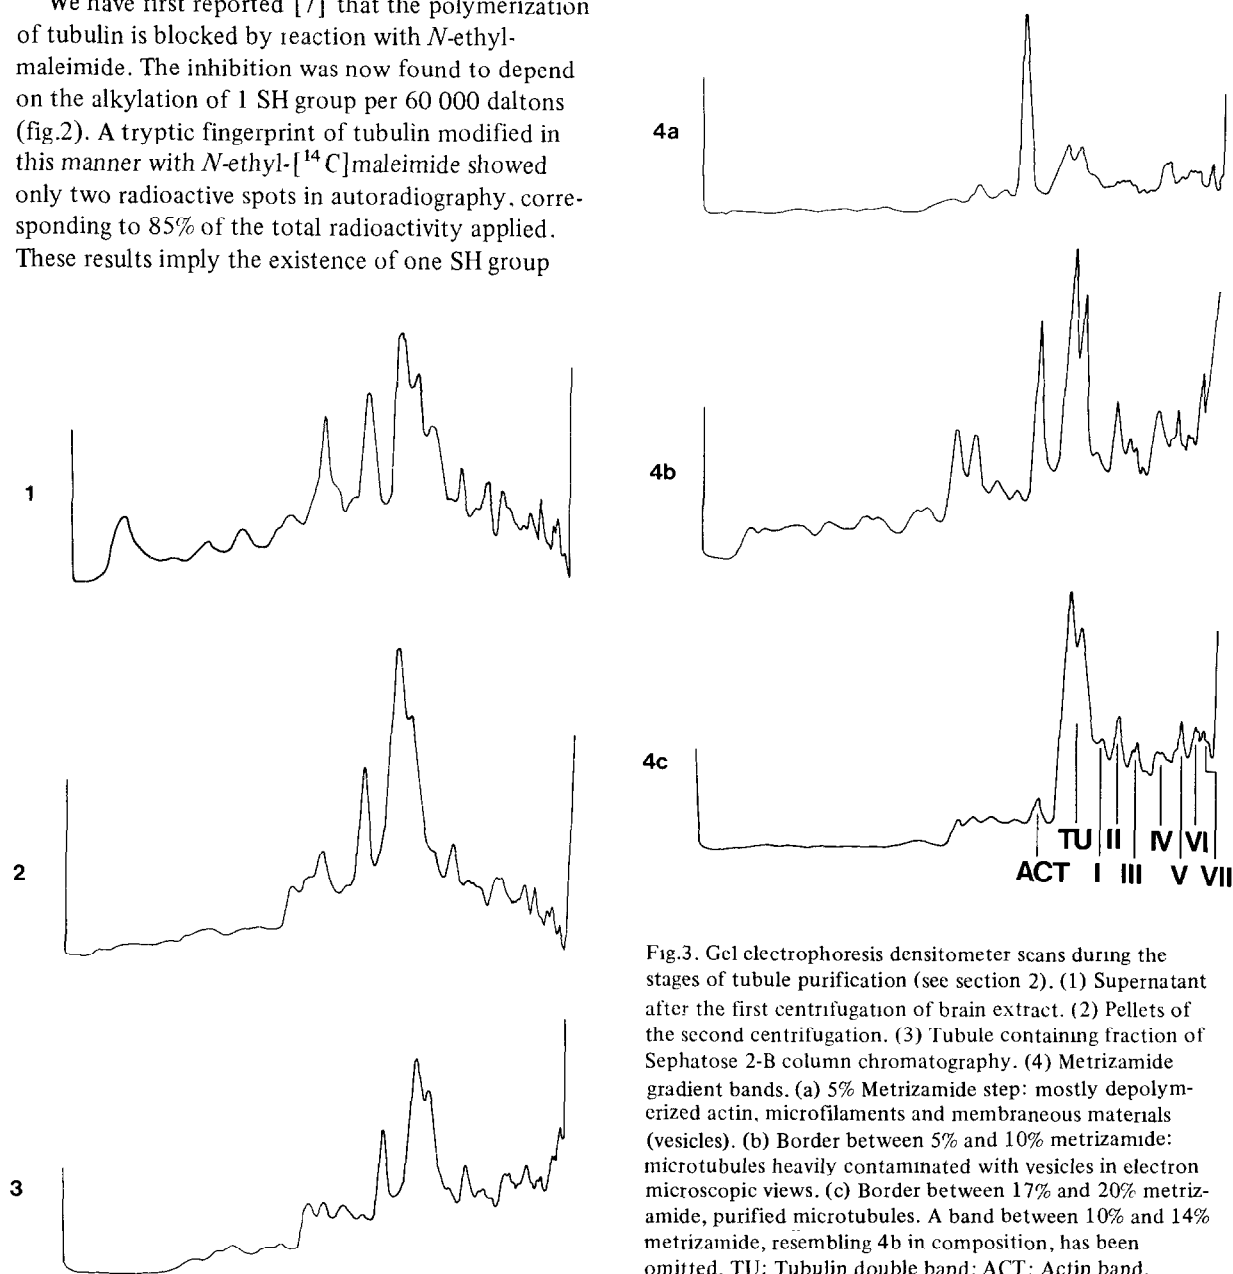 We have first reported [7] that the polymerization
of tubulin is blocked by reaction with N-ethyl-
maleimide. The inhibition was now found to depend
on the alkylation of 1 SH group per 60 000 daltons
(fig.2). A tryptic fingerprint of tubulin modified in
this manner with N-ethyl-[14C]maleimide showed
only two radioactive spots in autoradiography, corre-
sponding to 85% of the total radioactivity applied.
These results imply the existence of one SH group
1
2
3
4a
4b
4c
TU II IV VI
ACT I III V VII
Fig.3. Gel electrophoresis densitometer scans during the
stages of tubule purification (see section 2). (1) Supernatant
after the first centrifugation of brain extract. (2) Pellets of
the second centrifugation. (3) Tubule containing fraction of
Sephatose 2-B column chromatography. (4) Metrizamide
gradient bands. (a) 5% Metrizamide step: mostly depolym-
erized actin, microfilaments and membraneous materials
(vesicles). (b) Border between 5% and 10% metrizamide:
microtubules heavily contaminated with vesicles in electron
microscopic views. (c) Border between 17% and 20% metriz-
amide, purified microtubules. A band between 10% and 14%
metrizamide, resembling 4b in composition, has been
omitted. TU: Tubulin double band; ACT: Actin band.